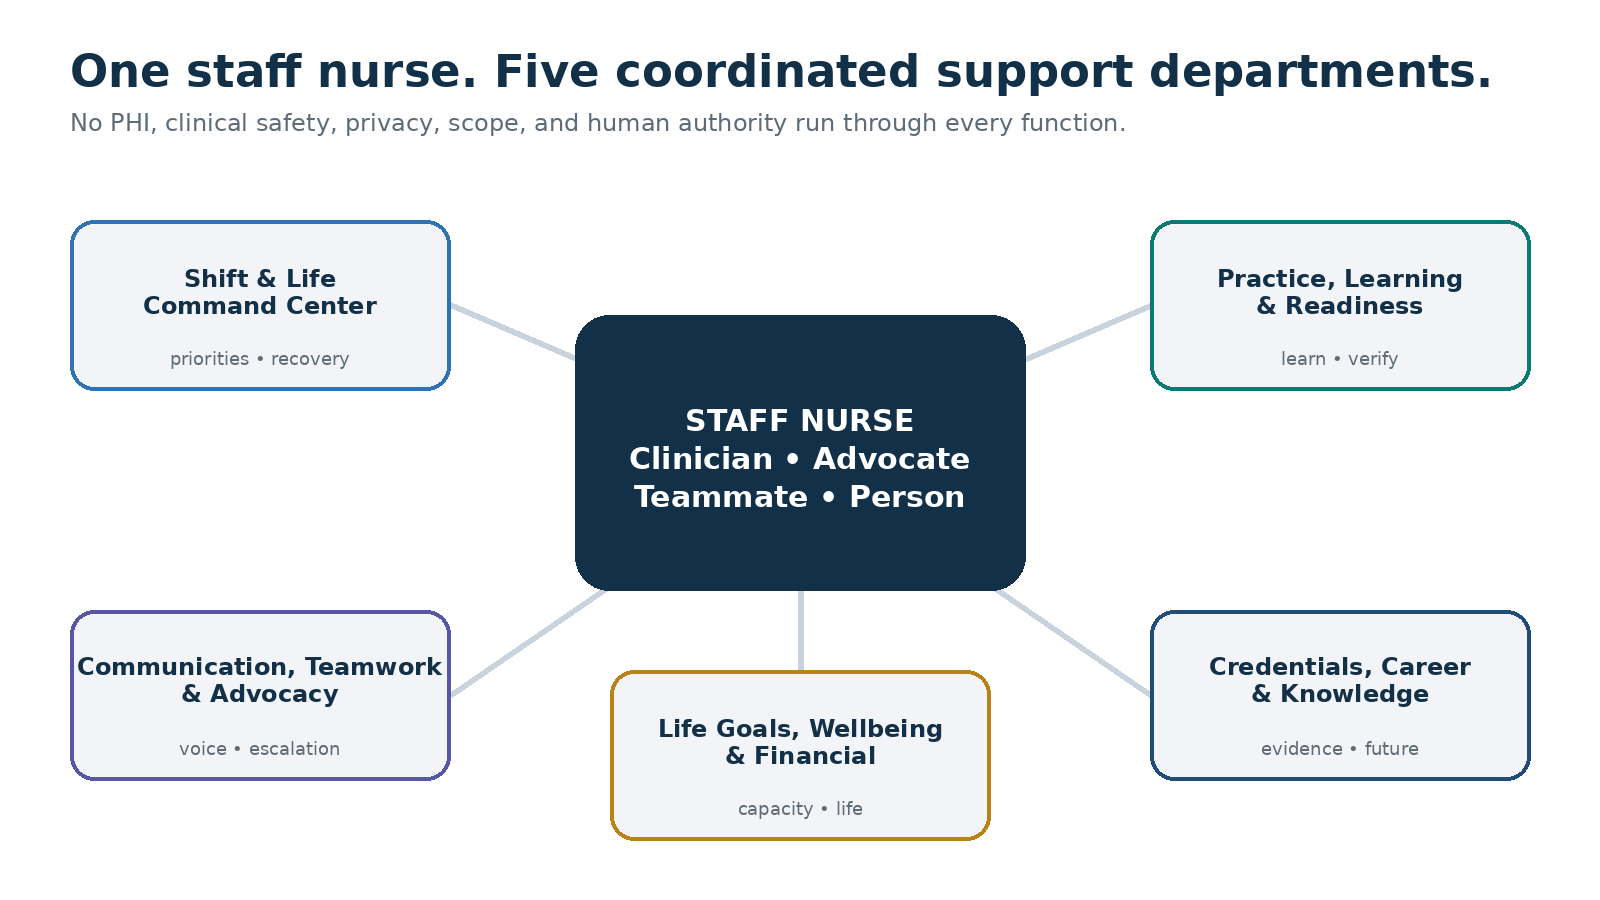 One staff nurse. Five coordinated support departments.
No PHI, clinical safety, privacy, scope, and human authority run through every function.
Shift & Life
Command Center
priorities • recovery
Practice, Learning
& Readiness
learn • verify
STAFF NURSE
Clinician • Advocate
Teammate • Person
Communication, Teamwork
& Advocacy
voice • escalation
Life Goals, Wellbeing
& Financial
capacity • life
Credentials, Career
& Knowledge
evidence • future